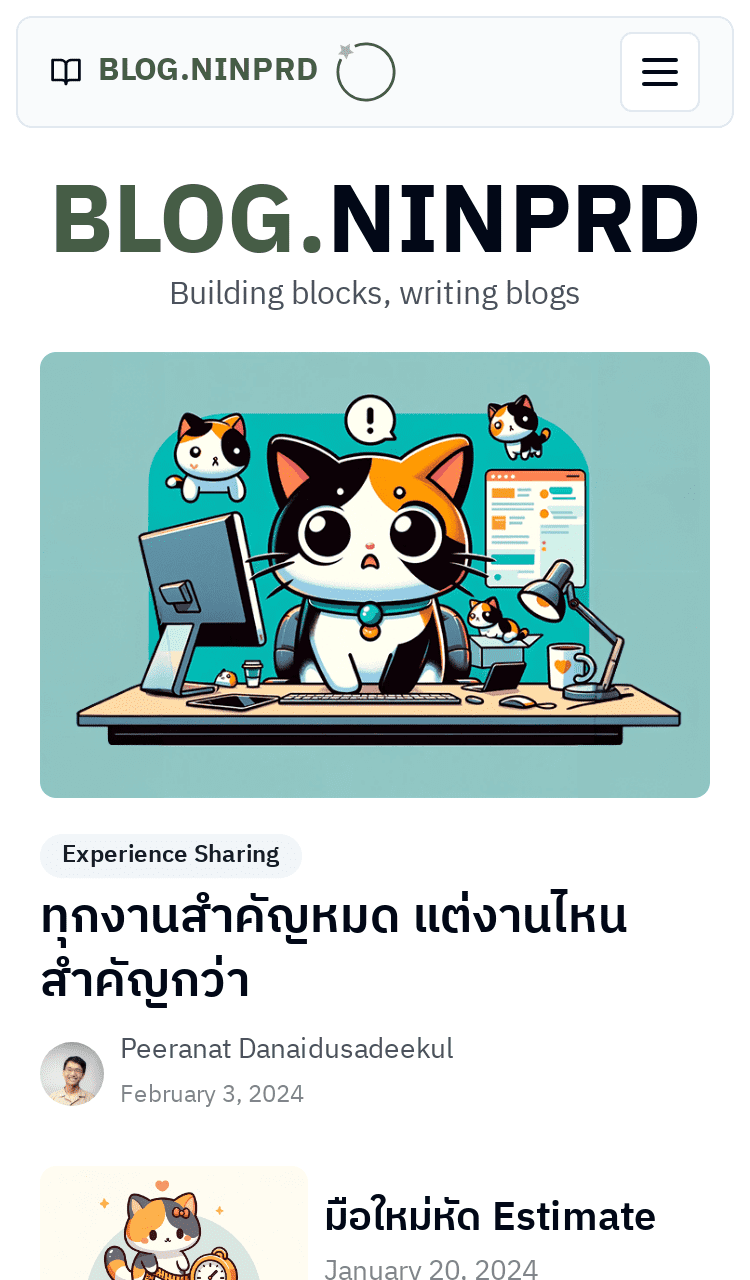 BLOG.NINPRD
BLOG.NINPRD
Building blocks, writing blogs
!
Experience Sharing
ทุกงานสำคัญหมด แต่งานไหน
สำคัญกว่า
Peeranat Danaidusadeekul
February 3, 2024
มือใหม่หัด Estimate
January 20, 2024